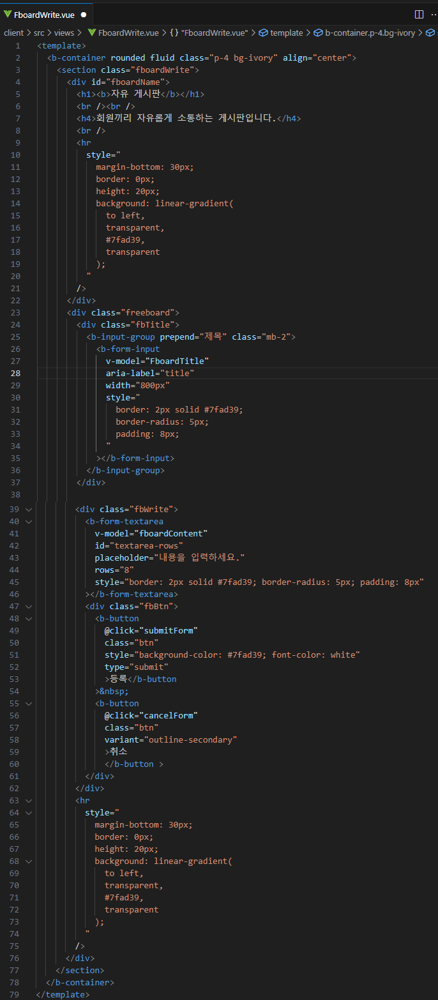 FboardWrite.vue
client > src > views > FboardWrite.vue > {} "FboardWrite.vue" > template > b-container.p-4.bg-ivory >
1 <template>
2 <b-container rounded fluid class="p-4 bg-ivory" align="center">
3 <section class="fboardWrite">
4 <div id="fboardName">
5 <h1><b>자유 게시판</b></h1>
6 <br /><br />
7 <h4>회원끼리 자유롭게 소통하는 게시판입니다.</h4>
8 <br />
9 <hr
10 style="
11 margin-bottom: 30px;
12 border: 0px;
13 height: 20px;
14 background: linear-gradient(
15 to left,
16 transparent,
17 #7fad39,
18 transparent
19 );
20 "
21 />
22 </div>
23 <div class="freeboard">
24 <div class="fbTitle">
25 <b-input-group prepend="제목" class="mb-2">
26 <b-form-input
27 v-model="FboardTitle"
28 aria-label="title"
29 width="800px"
30 style="
31 border: 2px solid #7fad39;
32 border-radius: 5px;
33 padding: 8px;
34 "
35 ></b-form-input>
36 </b-input-group>
37 </div>
38
39 <div class="fbWrite">
40 <b-form-textarea
41 v-model="fboardContent"
42 id="textarea-rows"
43 placeholder="내용을 입력하세요."
44 rows="8"
45 style="border: 2px solid #7fad39; border-radius: 5px; padding: 8px"
46 ></b-form-textarea>
47 <div class="fbBtn">
48 <b-button
49 @click="submitForm"
50 class="btn"
51 style="background-color: #7fad39; font-color: white"
52 type="submit"
53 >등록</b-button
54 >&nbsp;
55 <b-button
56 @click="cancelForm"
57 class="btn"
58 variant="outline-secondary"
59 >취소
60 </b-button >
61 </div>
62 </div>
63 <hr
64 style="
65 margin-bottom: 30px;
66 border: 0px;
67 height: 20px;
68 background: linear-gradient(
69 to left,
70 transparent,
71 #7fad39,
72 transparent
73 );
74 "
75 />
76 </div>
77 </section>
78 </b-container>
79 </template>